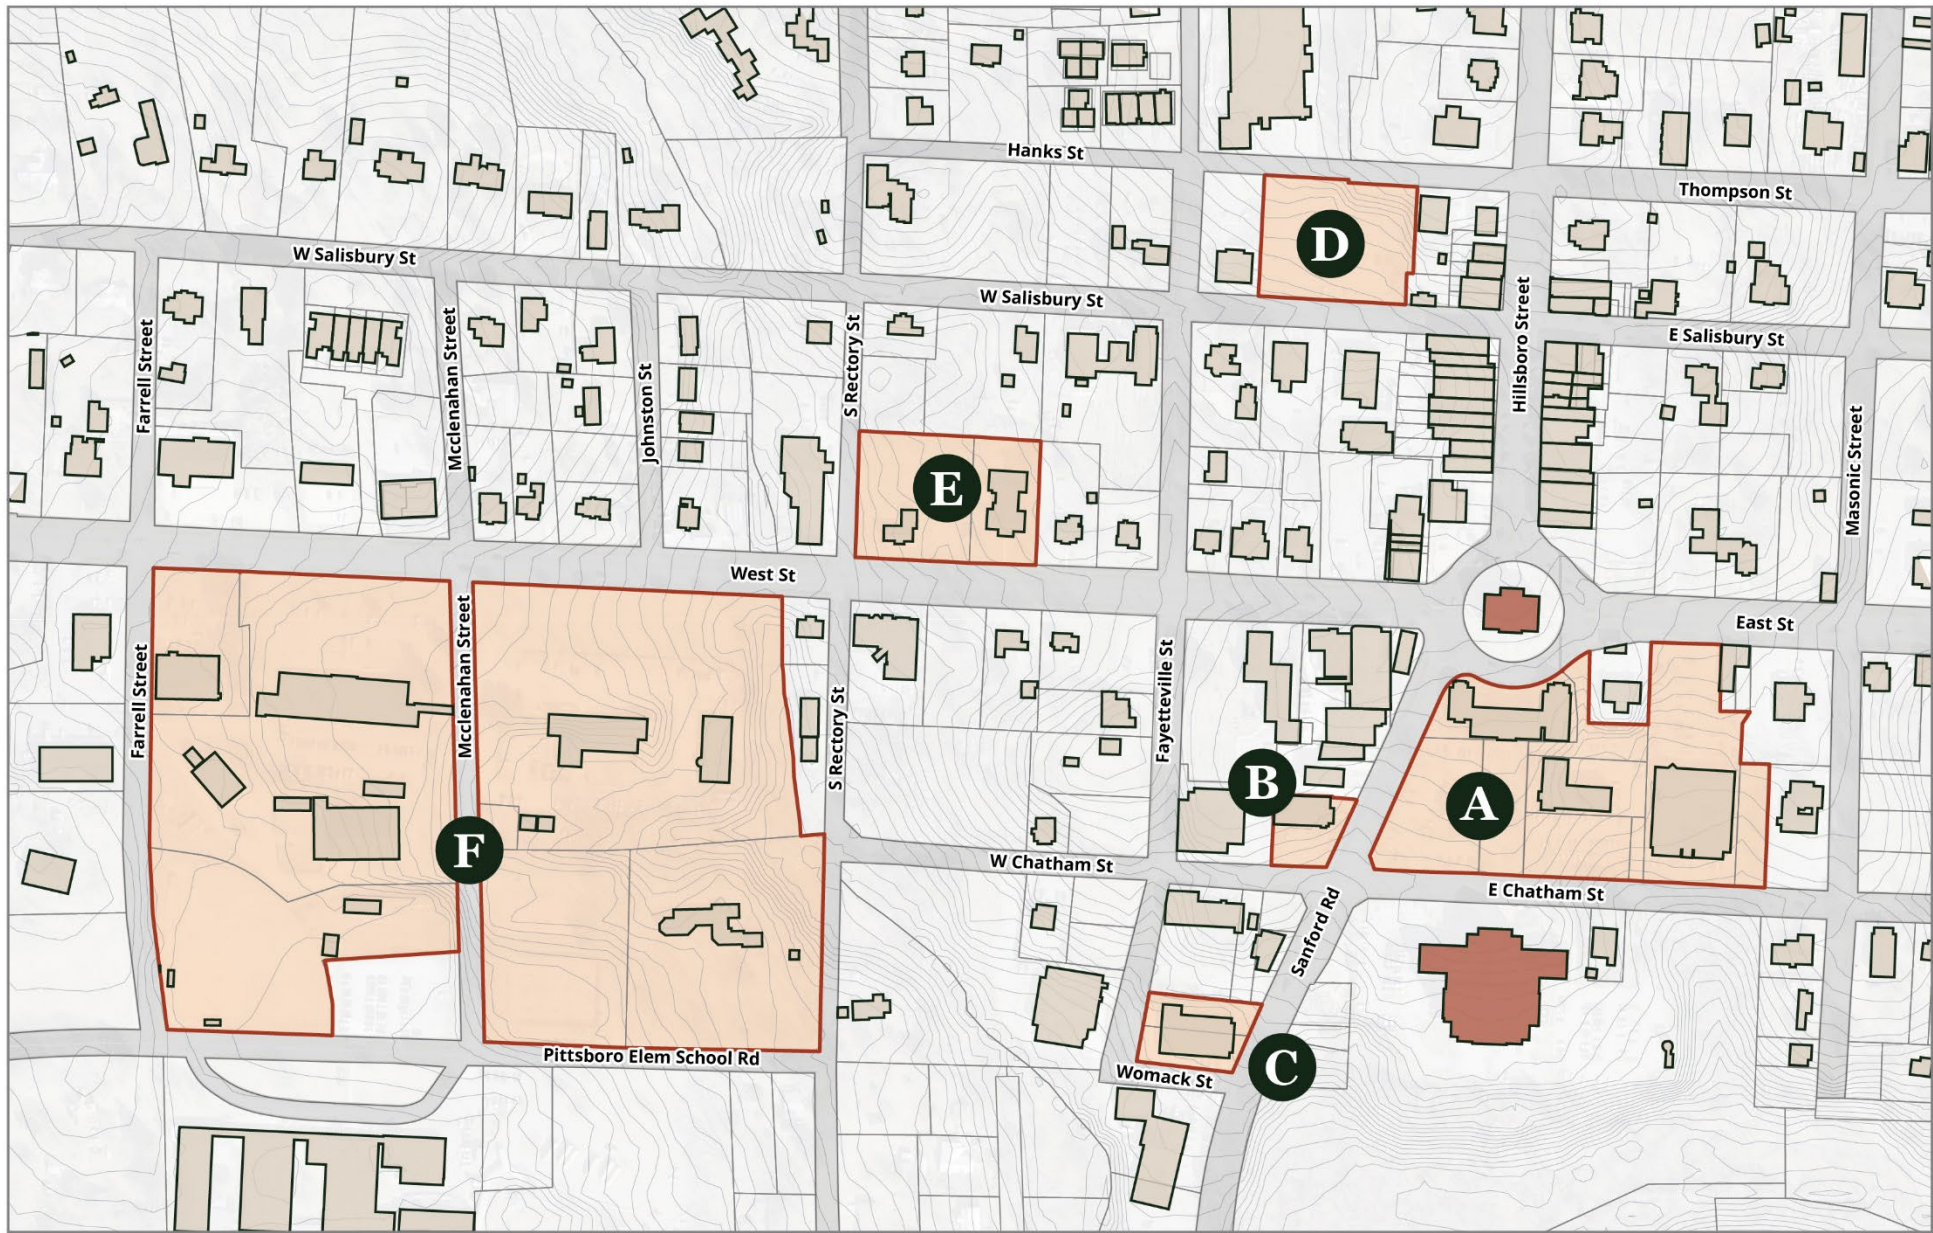 Hanks St
Thompson St
D
W Salisbury St
W Salisbury St
E Salisbury St
Farrell Street
Mcclenahan Street
Johnston St
S Rectory St
Hillsboro Street
Masonic Street
E
West St
East St
Farrell Street
Mcclenahan Street
S Rectory St
Fayetteville St
B
A
F
W Chatham St
E Chatham St
Sanford Rd
Pittsboro Elem School Rd
Womack St
C